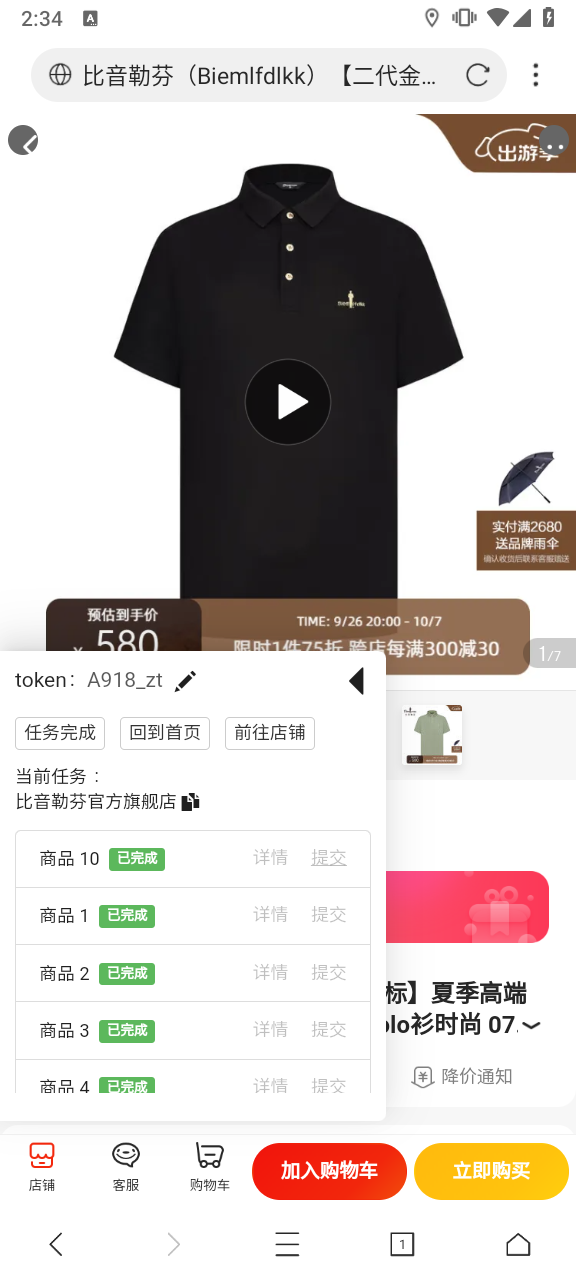 2:34
A
比音勒芬（Biemlfdlkk）【二代金...
出游季
实付满2680
送品牌雨伞
确认收货后联系客服赠送
预估到手价
TIME: 9/26 20:00 - 10/7
¥ 580
限时1件75折 跨店每满300减30
1/7
token: A918_zt
任务完成 回到首页 前往店铺
当前任务：
比音勒芬官方旗舰店
商品 10 已完成 详情 提交
商品 1 已完成 详情 提交
商品 2 已完成 详情 提交
商品 3 已完成 详情 提交
商品 4 已完成 详情 提交
标】夏季高端
olo衫时尚 07.
降价通知
店铺 客服 购物车 加入购物车 立即购买
1